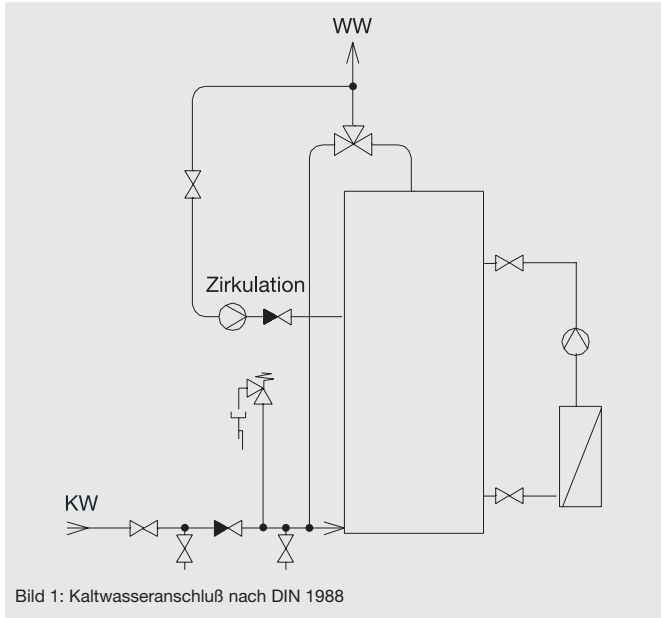 WW
Zirkulation
KW
Bild 1: Kaltwasseranschluß nach DIN 1988